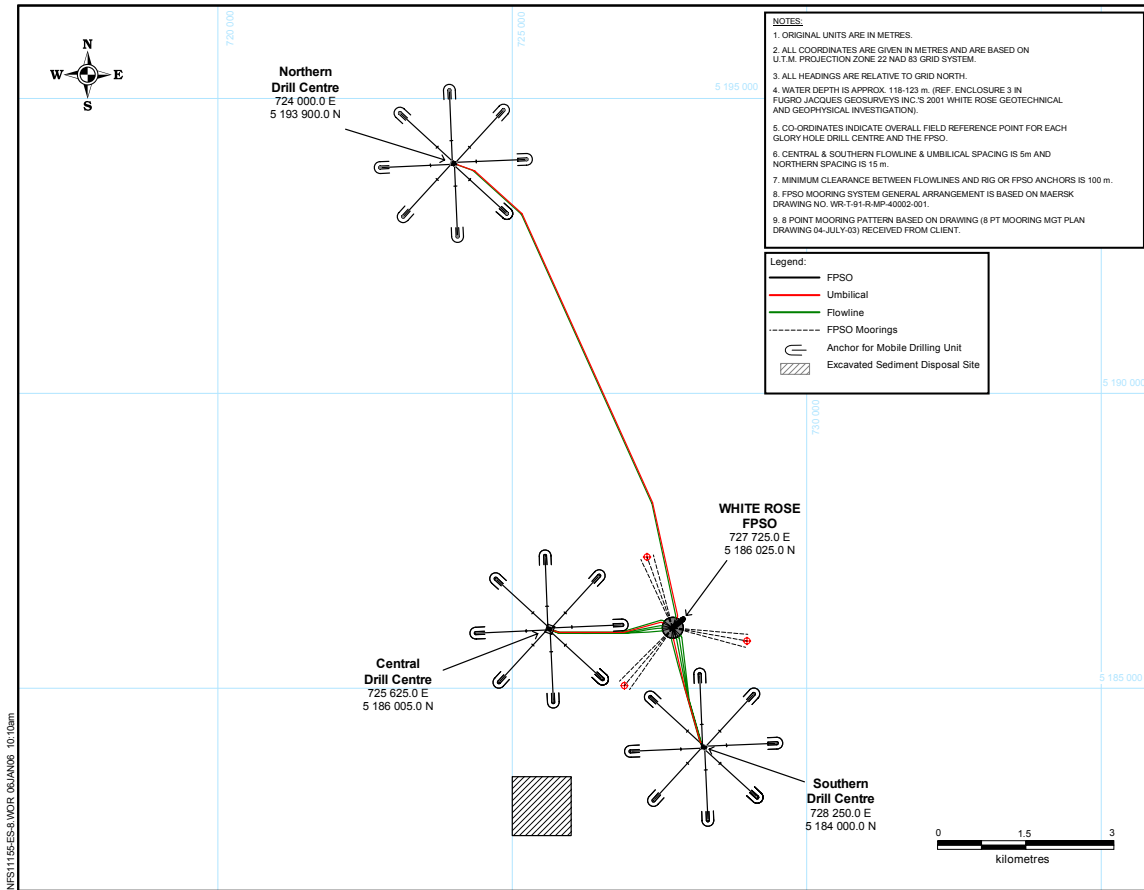 720 000
725 000
NOTES:
1. ORIGINAL UNITS ARE IN METRES.
2. ALL COORDINATES ARE GIVEN IN METRES AND ARE BASED ON
U.T.M. PROJECTION ZONE 22 NAD 83 GRID SYSTEM.
3. ALL HEADINGS ARE RELATIVE TO GRID NORTH.
4. WATER DEPTH IS APPROX. 118-123 m. (REF. ENCLOSURE 3 IN
FUGRO JACQUES GEOSURVEYS INC.'S 2001 WHITE ROSE GEOTECHNICAL
AND GEOPHYSICAL INVESTIGATION).
5. CO-ORDINATES INDICATE OVERALL FIELD REFERENCE POINT FOR EACH
GLORY HOLE DRILL CENTRE AND THE FPSO.
6. CENTRAL & SOUTHERN FLOWLINE & UMBILICAL SPACING IS 5m AND
NORTHERN SPACING IS 15 m.
7. MINIMUM CLEARANCE BETWEEN FLOWLINES AND RIG OR FPSO ANCHORS IS 100 m.
8. FPSO MOORING SYSTEM GENERAL ARRANGEMENT IS BASED ON MAERSK
DRAWING NO. WR-T-91-R-MP-40002-001.
9. 8 POINT MOORING PATTERN BASED ON DRAWING (8 PT MOORING MGT PLAN
DRAWING 04-JULY-03) RECEIVED FROM CLIENT.
N
W E
S
Northern
Drill Centre
724 000.0 E
5 193 900.0 N
5 195 000
Legend:
FPSO
Umbilical
Flowline
FPSO Moorings
Anchor for Mobile Drilling Unit
Excavated Sediment Disposal Site
5 190 000
730 000
WHITE ROSE
FPSO
727 725.0 E
5 186 025.0 N
Central
Drill Centre
725 625.0 E
5 186 005.0 N
5 185 000
Southern
Drill Centre
728 250.0 E
5 184 000.0 N
0 1.5 3
kilometres
NFS11155-ES-8.WOR 06JAN06 10:10am